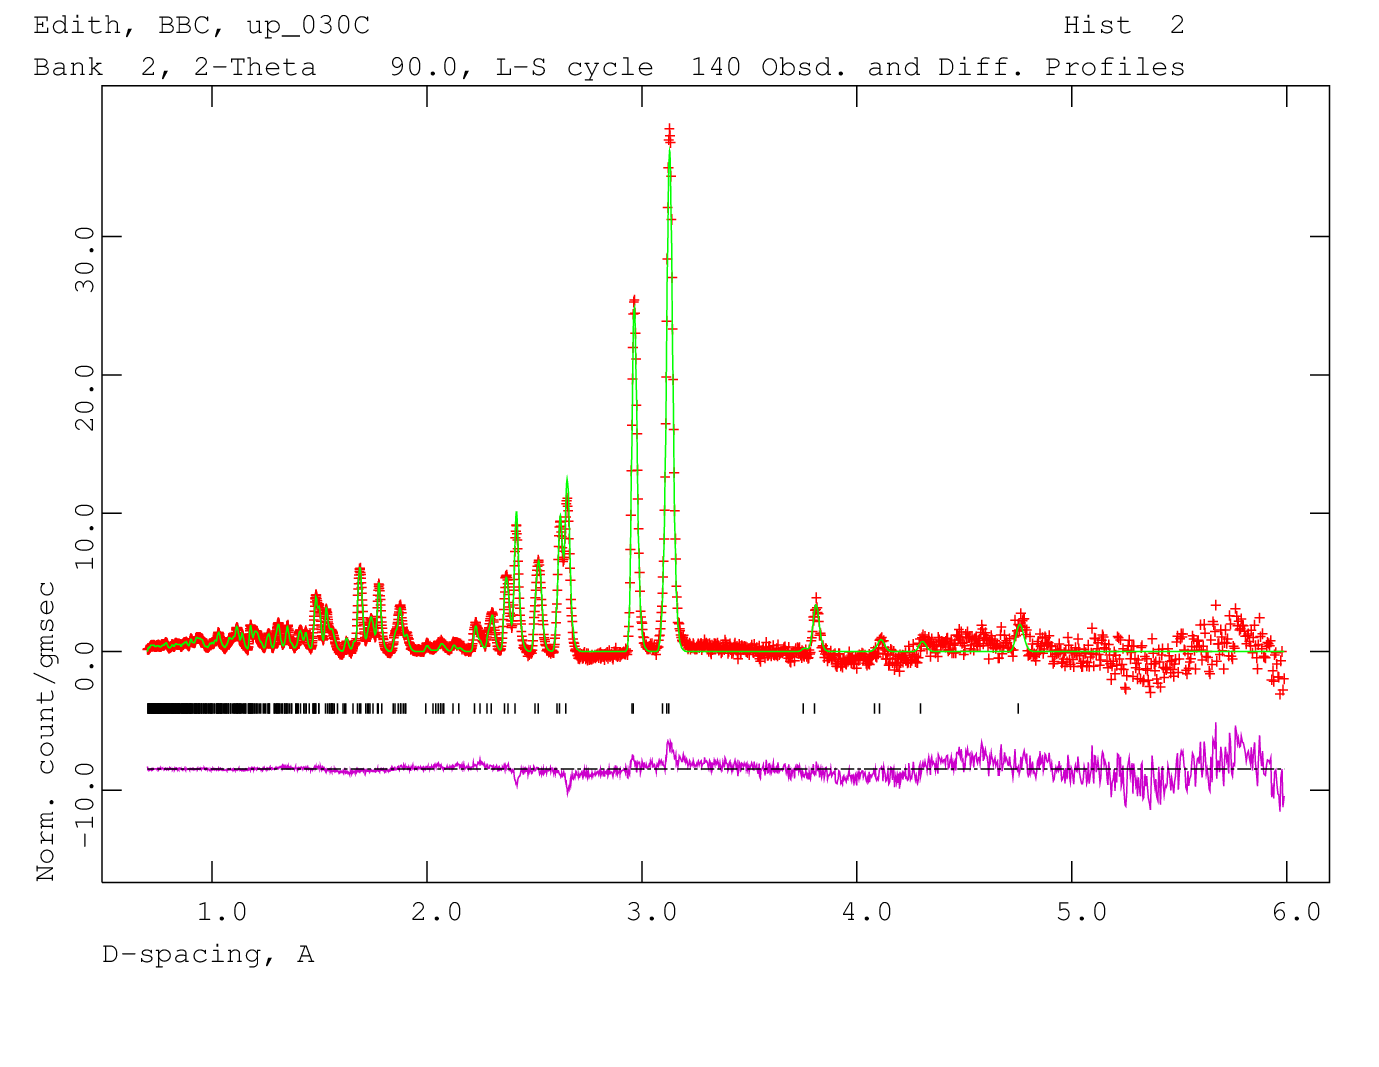 Edith, BBC, up_030C Hist 2
Bank 2, 2-Theta 90.0, L-S cycle 140 Obsd. and Diff. Profiles
Norm. count/gmsec
30.0
20.0
10.0
0.0
-10.0
1.0 2.0 3.0 4.0 5.0 6.0
D-spacing, A